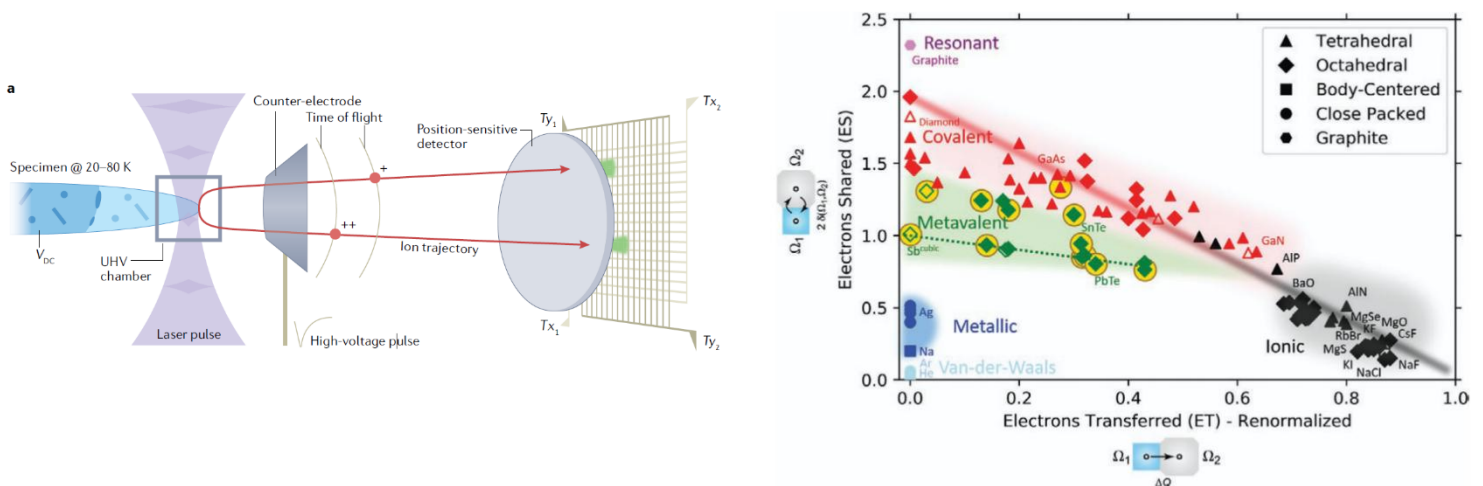 a
Counter-electrode
Time of flight
Position-sensitive
detector
Ty₁
Tx₂
Specimen @ 20–80 K
+
++
V_DC
UHV
chamber
Ion trajectory
Laser pulse
High-voltage pulse
Tx₁
Ty₂
Electrons Shared (ES)
2.5
2.0
1.5
1.0
0.5
0.0
Ω₂
Ω₁
2 δ(Ω₁,Ω₂)
Resonant
Graphite
Tetrahedral
Octahedral
Body-Centered
Close Packed
Graphite
Diamond
Covalent
GaAs
Metavalent
SnTe
Sb cubic
PbTe
GaN
AlP
BaO
AlN
MgSe
MgO
KF
RbBr
CsF
Ionic
MgS
KI
NaCl
NaF
Ag
Metallic
Na
Ar
He
Van-der-Waals
0.0 0.2 0.4 0.6 0.8 1.0
Electrons Transferred (ET) - Renormalized
Ω₁ Ω₂
ΔQ